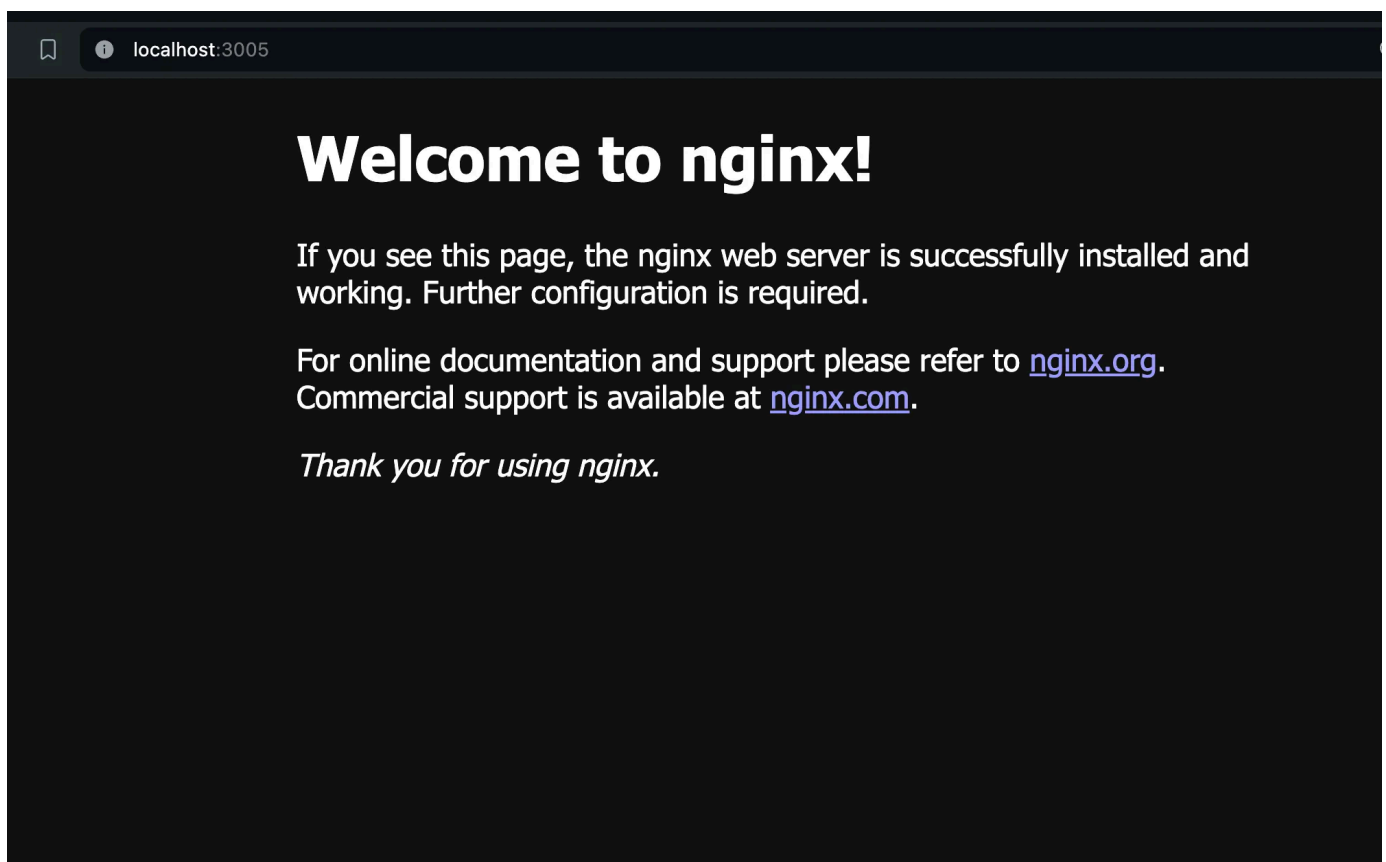 localhost:3005
Welcome to nginx!
If you see this page, the nginx web server is successfully installed and
working. Further configuration is required.
For online documentation and support please refer to nginx.org.
Commercial support is available at nginx.com.
Thank you for using nginx.